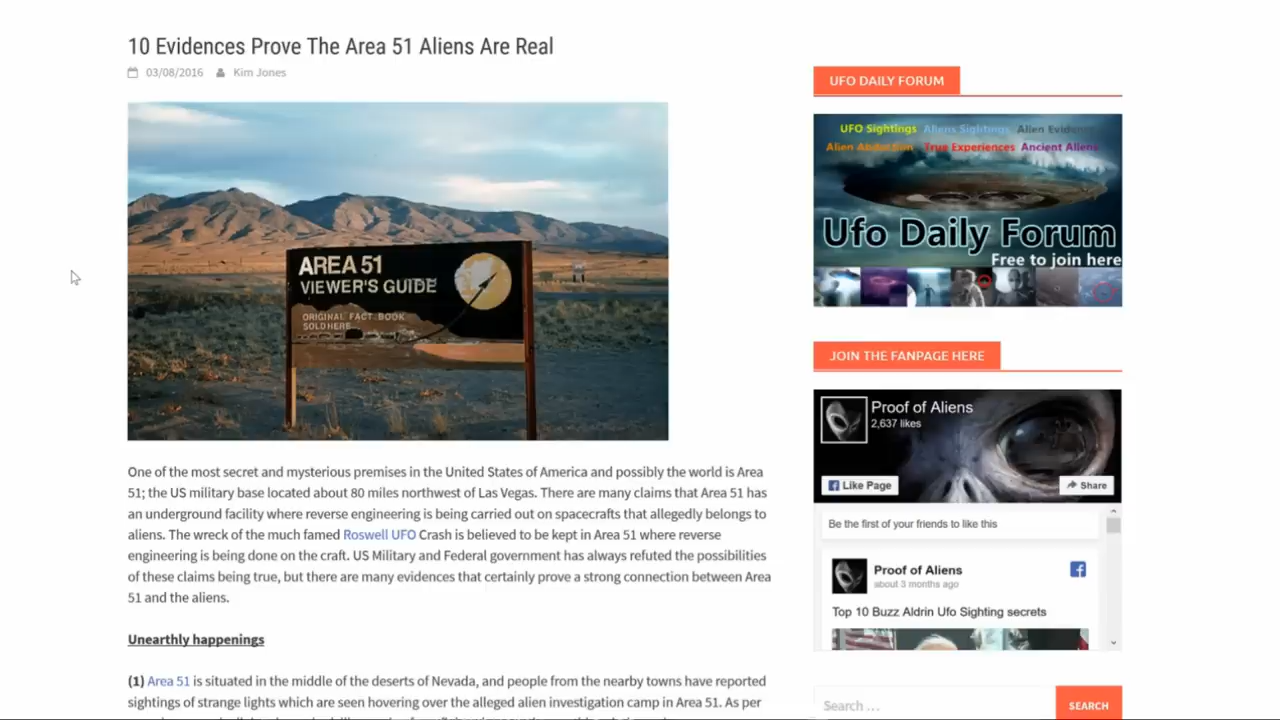 10 Evidences Prove The Area 51 Aliens Are Real
03/08/2016 Kim Jones
AREA 51
VIEWER'S GUIDE
ORIGINAL FACT BOOK
SOLD HERE
One of the most secret and mysterious premises in the United States of America and possibly the world is Area
51; the US military base located about 80 miles northwest of Las Vegas. There are many claims that Area 51 has
an underground facility where reverse engineering is being carried out on spacecrafts that allegedly belongs to
aliens. The wreck of the much famed Roswell UFO Crash is believed to be kept in Area 51 where reverse
engineering is being done on the craft. US Military and Federal government has always refuted the possibilities
of these claims being true, but there are many evidences that certainly prove a strong connection between Area
51 and the aliens.
Unearthly happenings
(1) Area 51 is situated in the middle of the deserts of Nevada, and people from the nearby towns have reported
sightings of strange lights which are seen hovering over the alleged alien investigation camp in Area 51. As per
UFO DAILY FORUM
UFO Sightings Aliens Sightings Alien Evidence
Alien Abduction True Experiences Ancient Aliens
Ufo Daily Forum
Free to join here
JOIN THE FANPAGE HERE
Proof of Aliens
2,637 likes
Like Page Share
Be the first of your friends to like this
Proof of Aliens
about 3 months ago
Top 10 Buzz Aldrin Ufo Sighting secrets
Search ... SEARCH